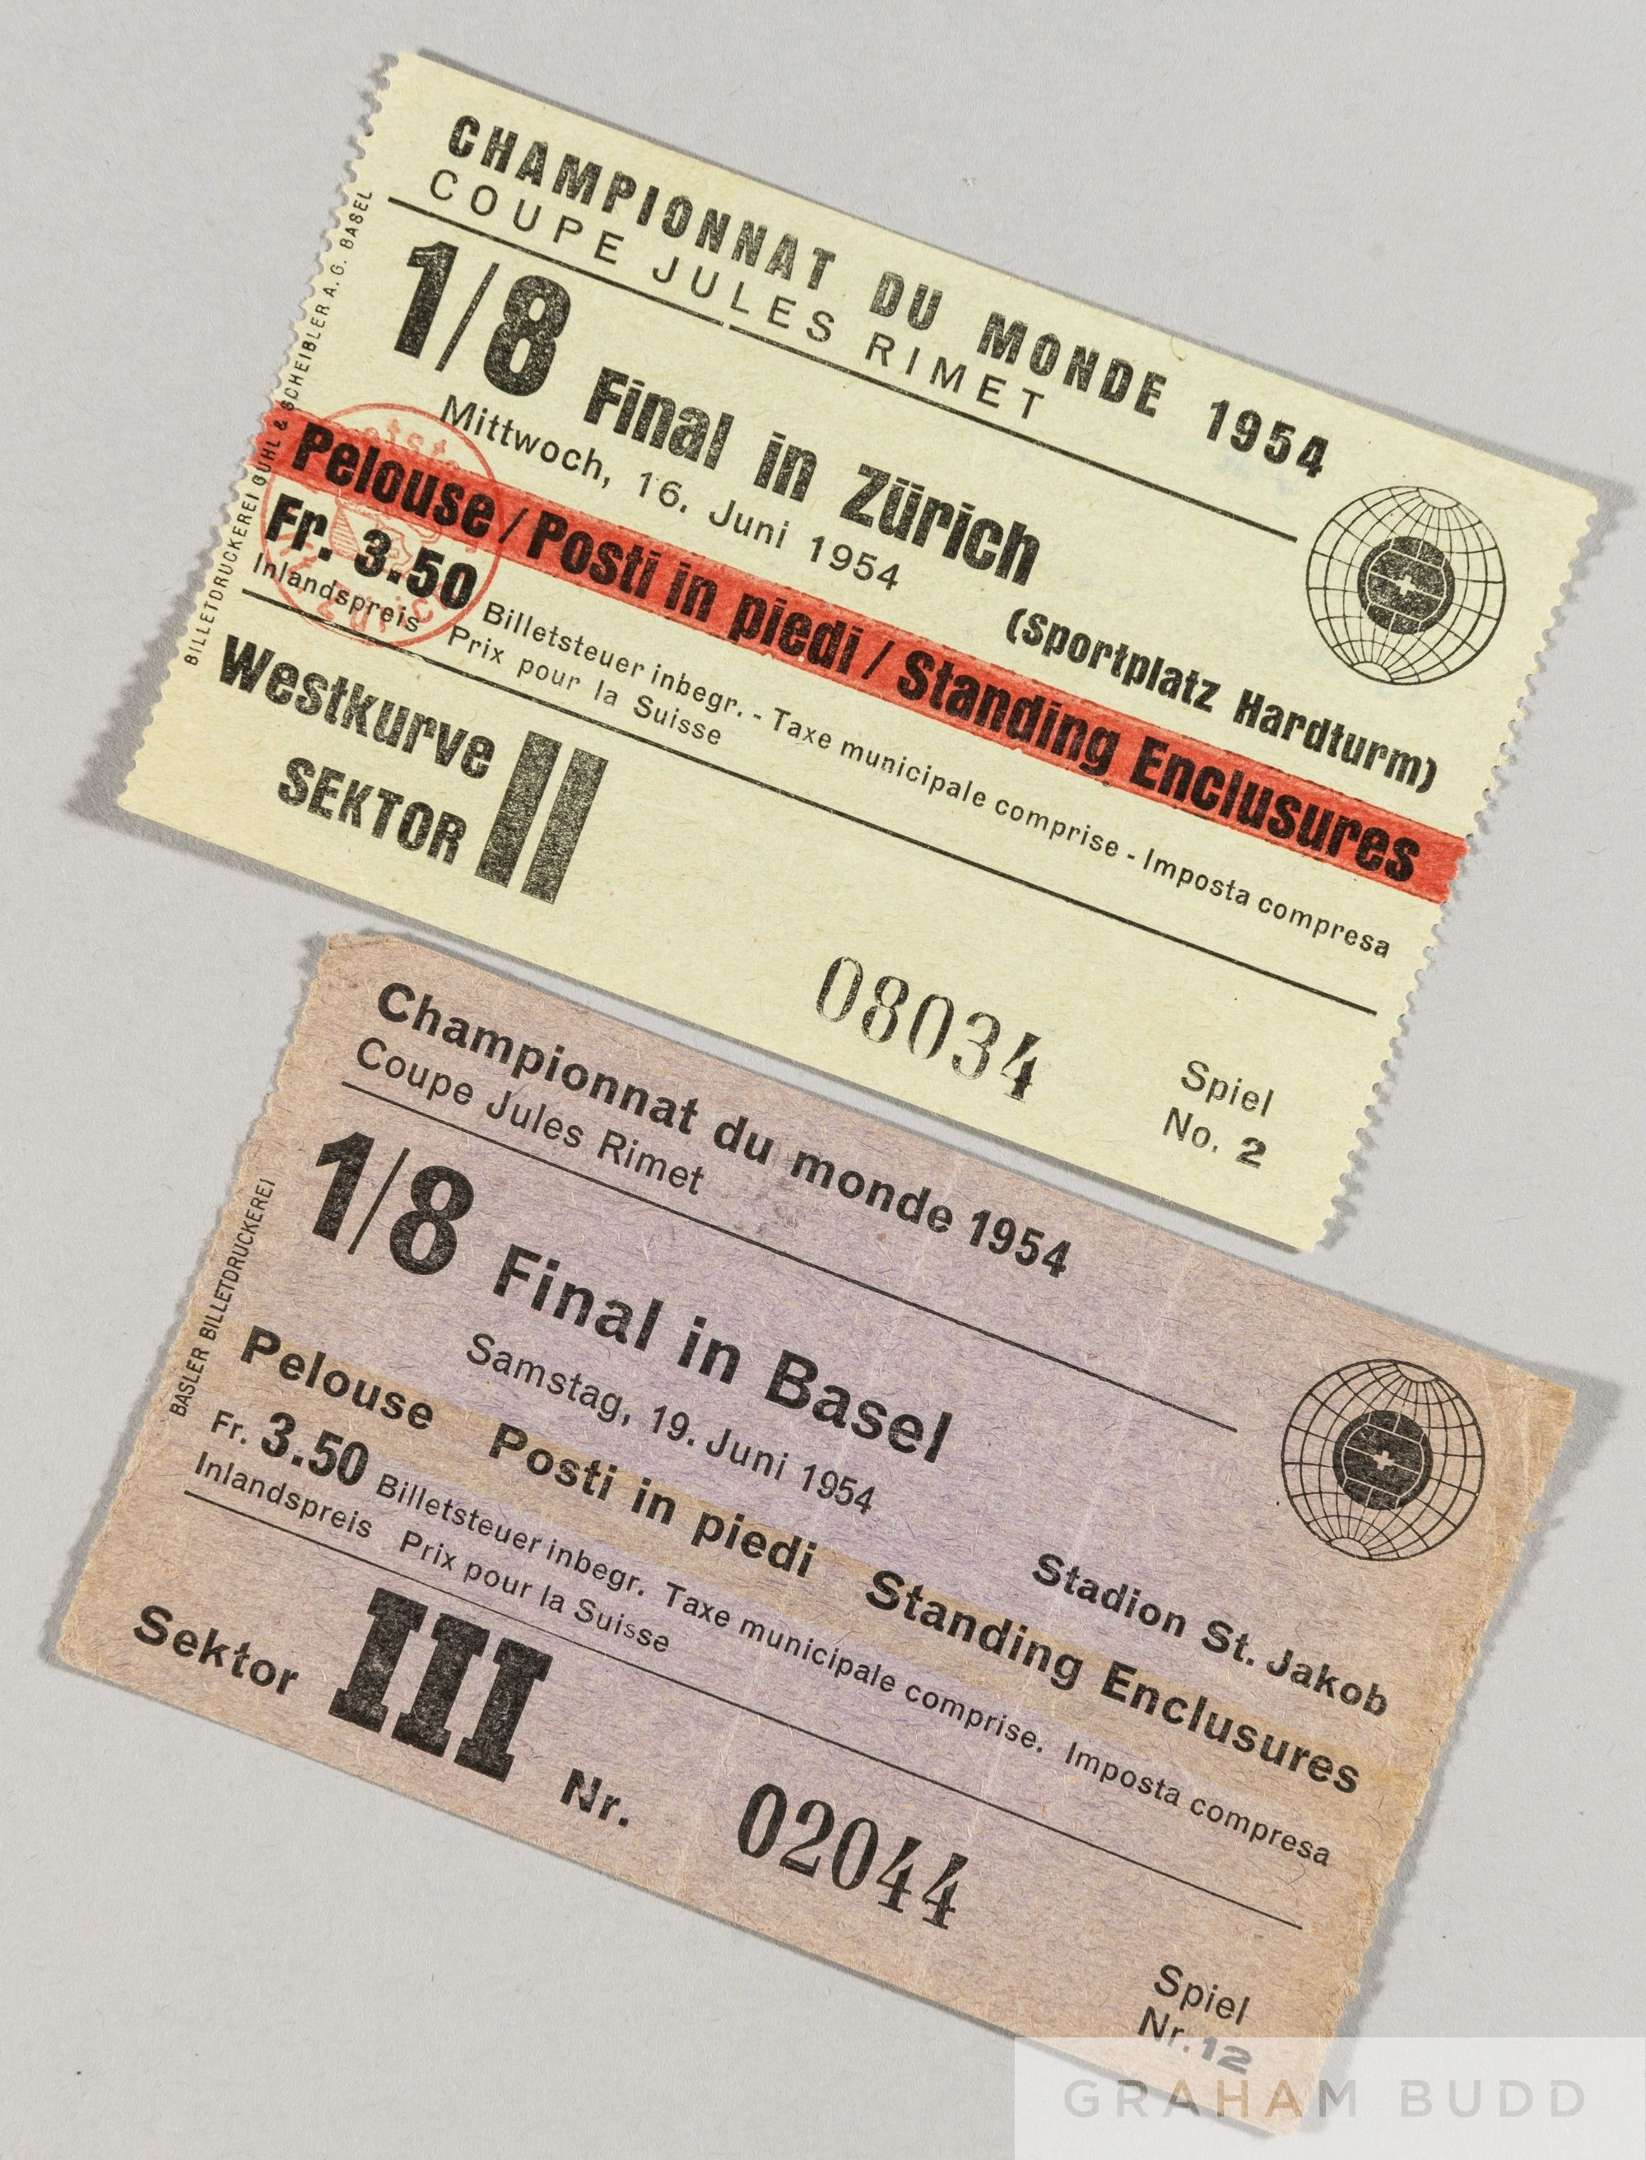 CHAMPIONNAT DU MONDE 1954
COUPE JULES RIMET
1/8 Final in Zürich
Mittwoch, 16. Juni 1954
(Sportplatz Hardturm)
Pelouse / Posti in piedi / Standing Enclusures
Fr. 3.50 Billetsteuer inbegr. - Taxe municipale comprise - Imposta compresa
Inlandspreis Prix pour la Suisse
Westkurve
SEKTOR II
08034
Spiel
No. 2
BILLETDRUCKEREI GUHL & SCHEIBLER A.G. BASEL
Championnat du monde 1954
Coupe Jules Rimet
1/8 Final in Basel
Samstag, 19. Juni 1954
Stadion St. Jakob
Pelouse Posti in piedi Standing Enclusures
Fr. 3.50 Billetsteuer inbegr. Taxe municipale comprise. Imposta compresa
Inlandspreis Prix pour la Suisse
Sektor III Nr. 02044
Spiel
Nr. 12
BASLER BILLETDRUCKEREI
GRAHAM BUDD